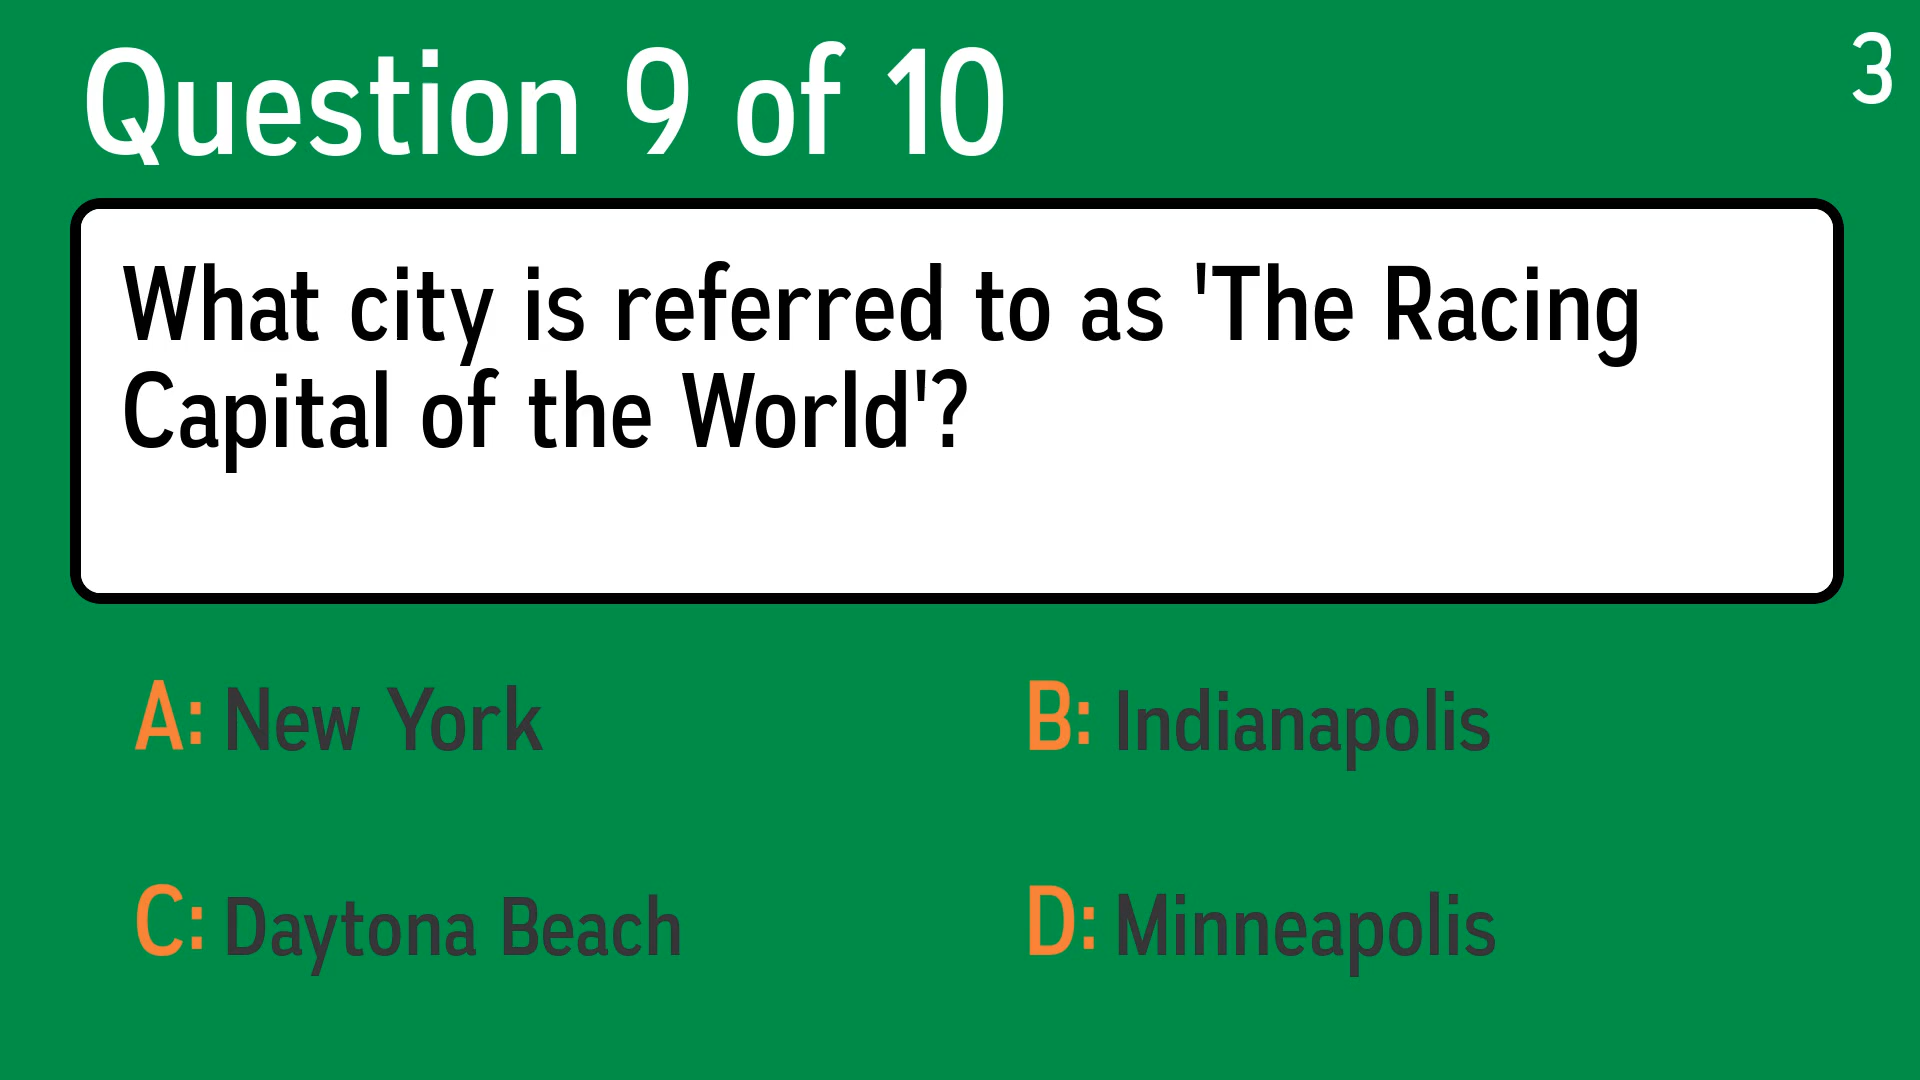 Question 9 of 10
3
What city is referred to as 'The Racing
Capital of the World'?
A: New York
B: Indianapolis
C: Daytona Beach
D: Minneapolis